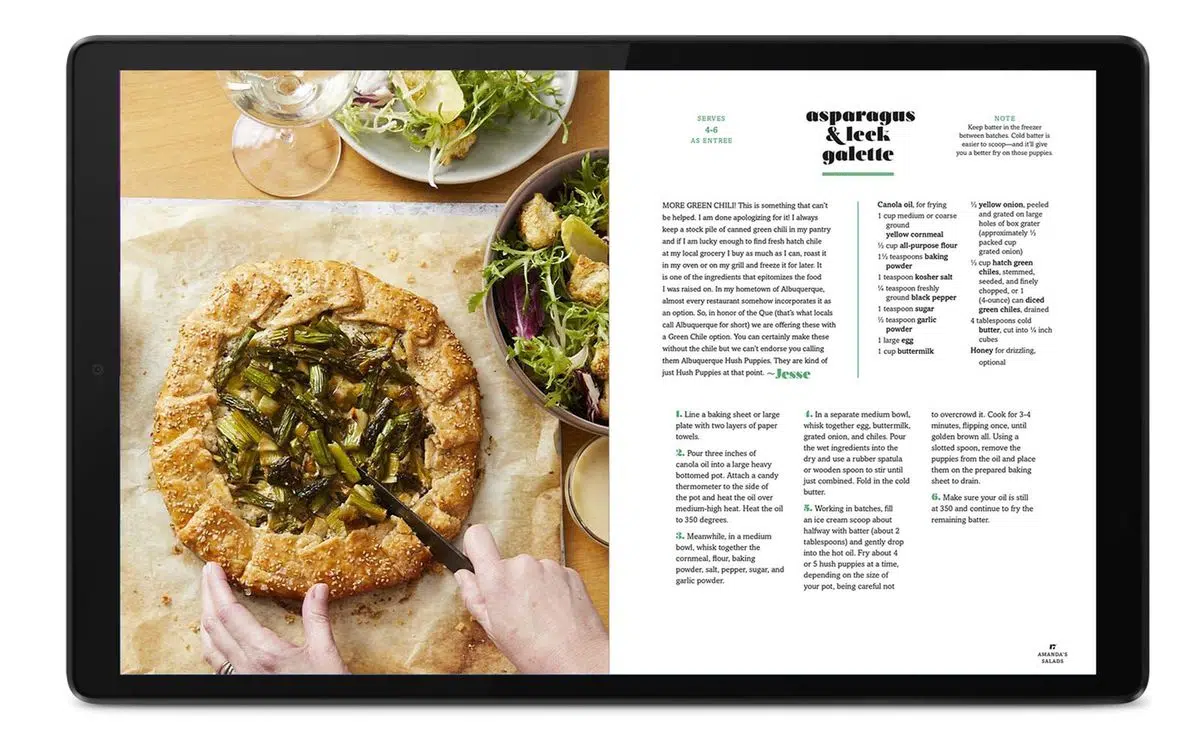 SERVES
4-6
AS ENTREE
asparagus
& leek
galette
NOTE
Keep batter in the freezer
between batches. Cold batter is
easier to scoop—and it'll give
you a better fry on those puppies.
MORE GREEN CHILI! This is something that can't
be helped. I am done apologizing for it! I always
keep a stock pile of canned green chili in my pantry
and if I am lucky enough to find fresh hatch chile
at my local grocery I buy as much as I can, roast it
in my oven or on my grill and freeze it for later. It
is one of the ingredients that epitomizes the food
I was raised on. In my hometown of Albuquerque,
almost every restaurant somehow incorporates it as
an option. So, in honor of the Que (that's what locals
call Albuquerque for short) we are offering these with
a Green Chile option. You can certainly make these
without the chile but we can't endorse you calling
them Albuquerque Hush Puppies. They are kind of
just Hush Puppies at that point. ~Jesse
Canola oil, for frying
1 cup medium or coarse
ground
yellow cornmeal
½ cup all-purpose flour
1½ teaspoons baking
powder
1 teaspoon kosher salt
¼ teaspoon freshly
ground black pepper
1 teaspoon sugar
½ teaspoon garlic
powder
1 large egg
1 cup buttermilk
½ yellow onion, peeled
and grated on large
holes of box grater
(approximately ½
packed cup
grated onion)
½ cup hatch green
chiles, stemmed,
seeded, and finely
chopped, or 1
(4-ounce) can diced
green chiles, drained
4 tablespoons cold
butter, cut into ¼ inch
cubes
Honey for drizzling,
optional
1. Line a baking sheet or large
plate with two layers of paper
towels.
2. Pour three inches of
canola oil into a large heavy
bottomed pot. Attach a candy
thermometer to the side of
the pot and heat the oil over
medium-high heat. Heat the oil
to 350 degrees.
3. Meanwhile, in a medium
bowl, whisk together the
cornmeal, flour, baking
powder, salt, pepper, sugar, and
garlic powder.
4. In a separate medium bowl,
whisk together egg, buttermilk,
grated onion, and chiles. Pour
the wet ingredients into the
dry and use a rubber spatula
or wooden spoon to stir until
just combined. Fold in the cold
butter.
5. Working in batches, fill
an ice cream scoop about
halfway with batter (about 2
tablespoons) and gently drop
into the hot oil. Fry about 4
or 5 hush puppies at a time,
depending on the size of
your pot, being careful not
to overcrowd it. Cook for 3-4
minutes, flipping once, until
golden brown all. Using a
slotted spoon, remove the
puppies from the oil and place
them on the prepared baking
sheet to drain.
6. Make sure your oil is still
at 350 and continue to fry the
remaining batter.
17
AMANDA'S
SALADS